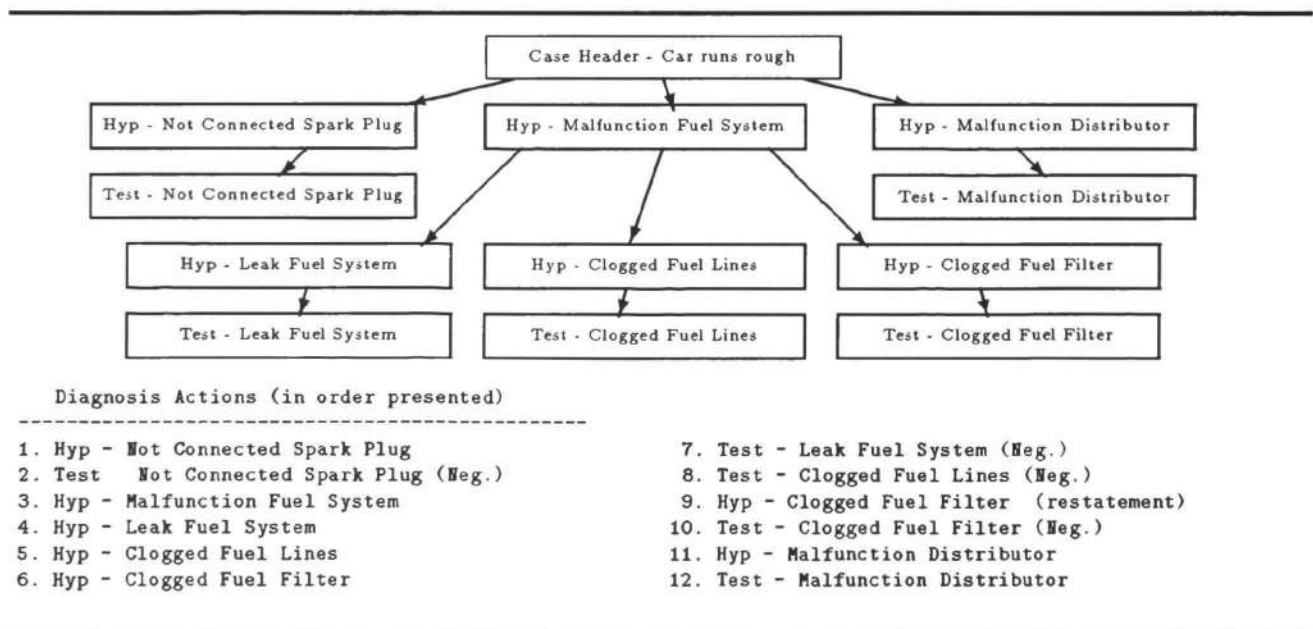 Case Header - Car runs rough
Hyp - Not Connected Spark Plug
Hyp - Malfunction Fuel System
Hyp - Malfunction Distributor
Test - Not Connected Spark Plug
Test - Malfunction Distributor
Hyp - Leak Fuel System
Hyp - Clogged Fuel Lines
Hyp - Clogged Fuel Filter
Test - Leak Fuel System
Test - Clogged Fuel Lines
Test - Clogged Fuel Filter
Diagnosis Actions (in order presented)
------------------------------------------------
1. Hyp - Not Connected Spark Plug
2. Test   Not Connected Spark Plug (Neg.)
3. Hyp - Malfunction Fuel System
4. Hyp - Leak Fuel System
5. Hyp - Clogged Fuel Lines
6. Hyp - Clogged Fuel Filter
7. Test - Leak Fuel System (Neg.)
8. Test - Clogged Fuel Lines (Neg.)
9. Hyp - Clogged Fuel Filter  (restatement)
10. Test - Clogged Fuel Filter (Neg.)
11. Hyp - Malfunction Distributor
12. Test - Malfunction Distributor